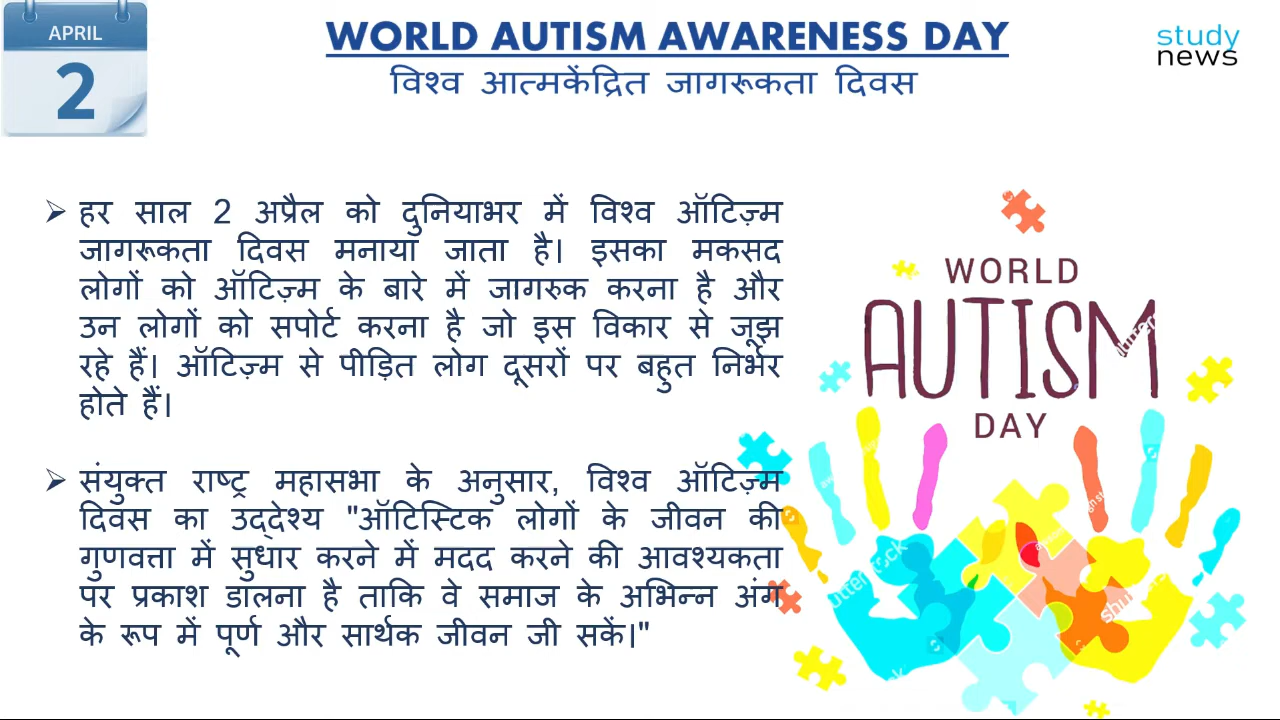 APRIL
2
WORLD AUTISM AWARENESS DAY
विश्व आत्मकेंद्रित जागरूकता दिवस
study
news
हर साल 2 अप्रैल को दुनियाभर में विश्व ऑटिज़्म
जागरूकता दिवस मनाया जाता है। इसका मकसद
लोगों को ऑटिज़्म के बारे में जागरुक करना है और
उन लोगों को सपोर्ट करना है जो इस विकार से जूझ
रहे हैं। ऑटिज़्म से पीड़ित लोग दूसरों पर बहुत निर्भर
होते हैं।
संयुक्त राष्ट्र महासभा के अनुसार, विश्व ऑटिज़्म
दिवस का उद्देश्य "ऑटिस्टिक लोगों के जीवन की
गुणवत्ता में सुधार करने में मदद करने की आवश्यकता
पर प्रकाश डालना है ताकि वे समाज के अभिन्न अंग
के रूप में पूर्ण और सार्थक जीवन जी सकें।"
WORLD
AUTISM
DAY